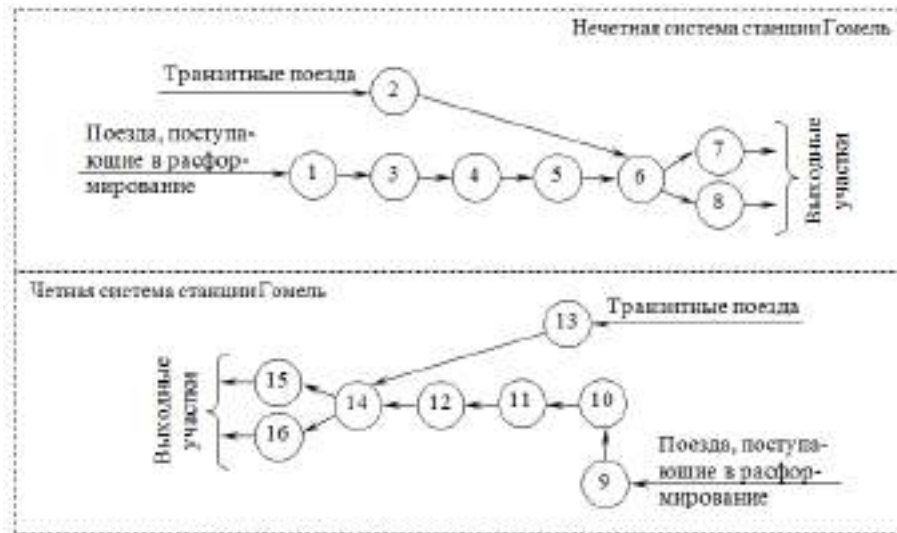 Нечетная система станции Гомель
Транзитные поезда
2
Поезда, поступа-
ющие в расфор-
мирование
1
3
4
5
6
7
8
Выходные
участки
Четная система станции Гомель
Транзитные поезда
13
Выходные
участки
15
16
14
12
11
10
9
Поезда, поступа-
ющие в расфор-
мирование